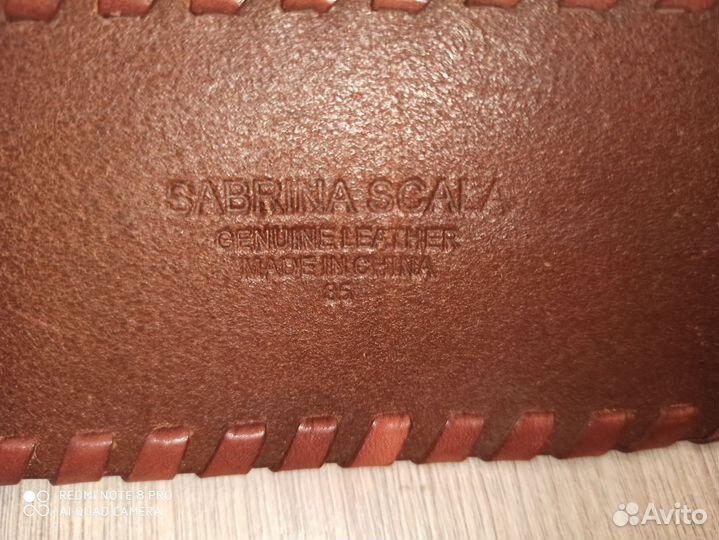 SABRINA SCALA
GENUINE LEATHER
MADE IN CHINA
85
REDMI NOTE 8 PRO
AI QUAD CAMERA
Avito